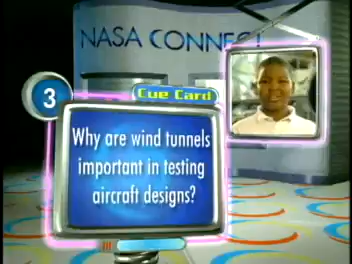 NASA CONNECT
Cue Card
3
Why are wind tunnels
important in testing
aircraft designs?